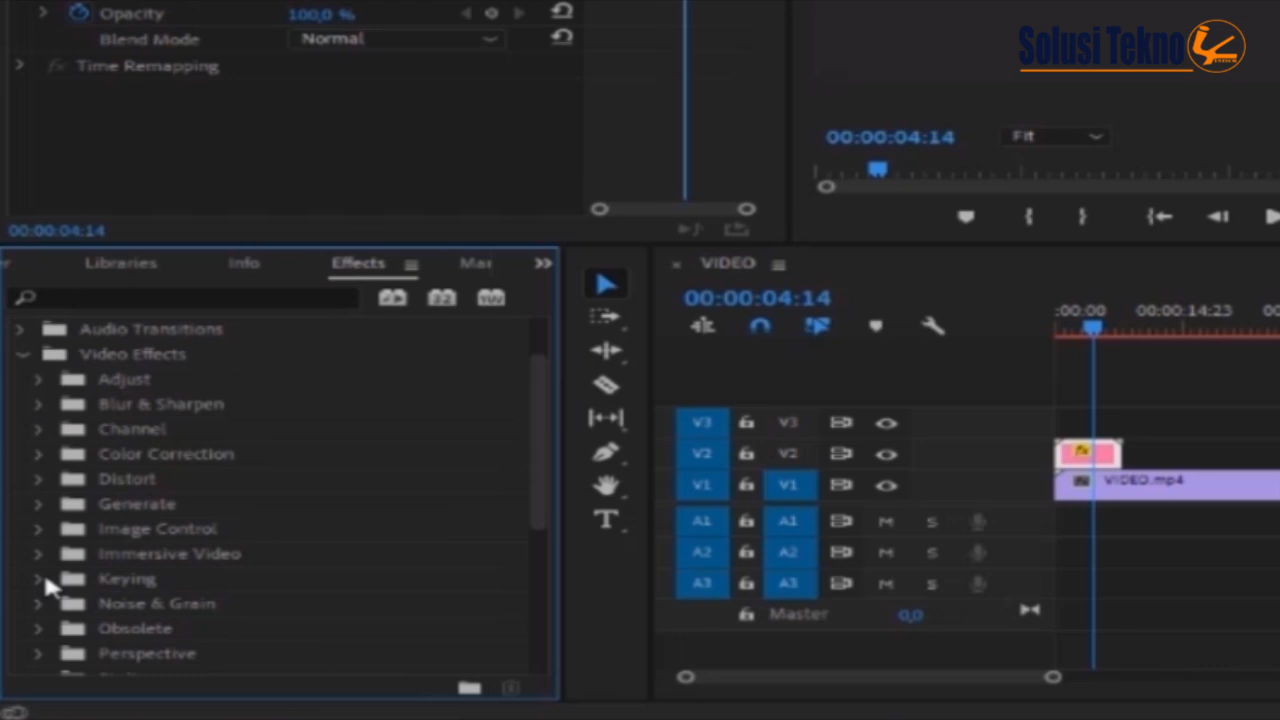 Opacity 100,0 %
Solusi Tekno
Blend Mode Normal
Time Remapping
00:00:04:14 Fit
00:00:04:14
Libraries Info Effects
VIDEO
00:00:04:14
:00:00 00:00:14:23
Audio Transitions
Video Effects
Adjust
Blur & Sharpen
Channel
Color Correction
Distort
Generate
Image Control
Immersive Video
Keying
Noise & Grain
Obsolete
Perspective
V3 V3
V2 V2 fx
V1 V1 fx VIDEO.mp4
A1 A1 M S
A2 A2 M S
A3 A3 M S
Master 0,0